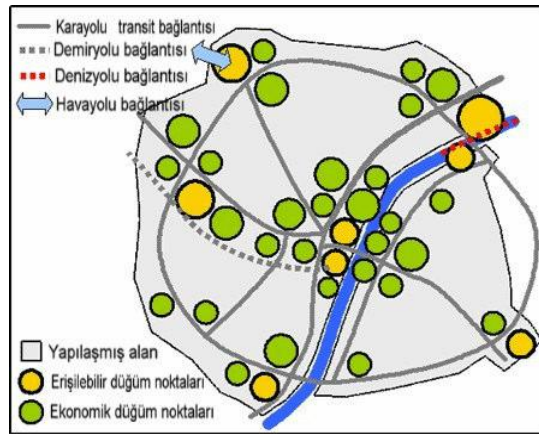 Karayolu transit bağlantısı
Demiryolu bağlantısı
Denizyolu bağlantısı
Havayolu bağlantısı
Yapılaşmış alan
Erişilebilir düğüm noktaları
Ekonomik düğüm noktaları